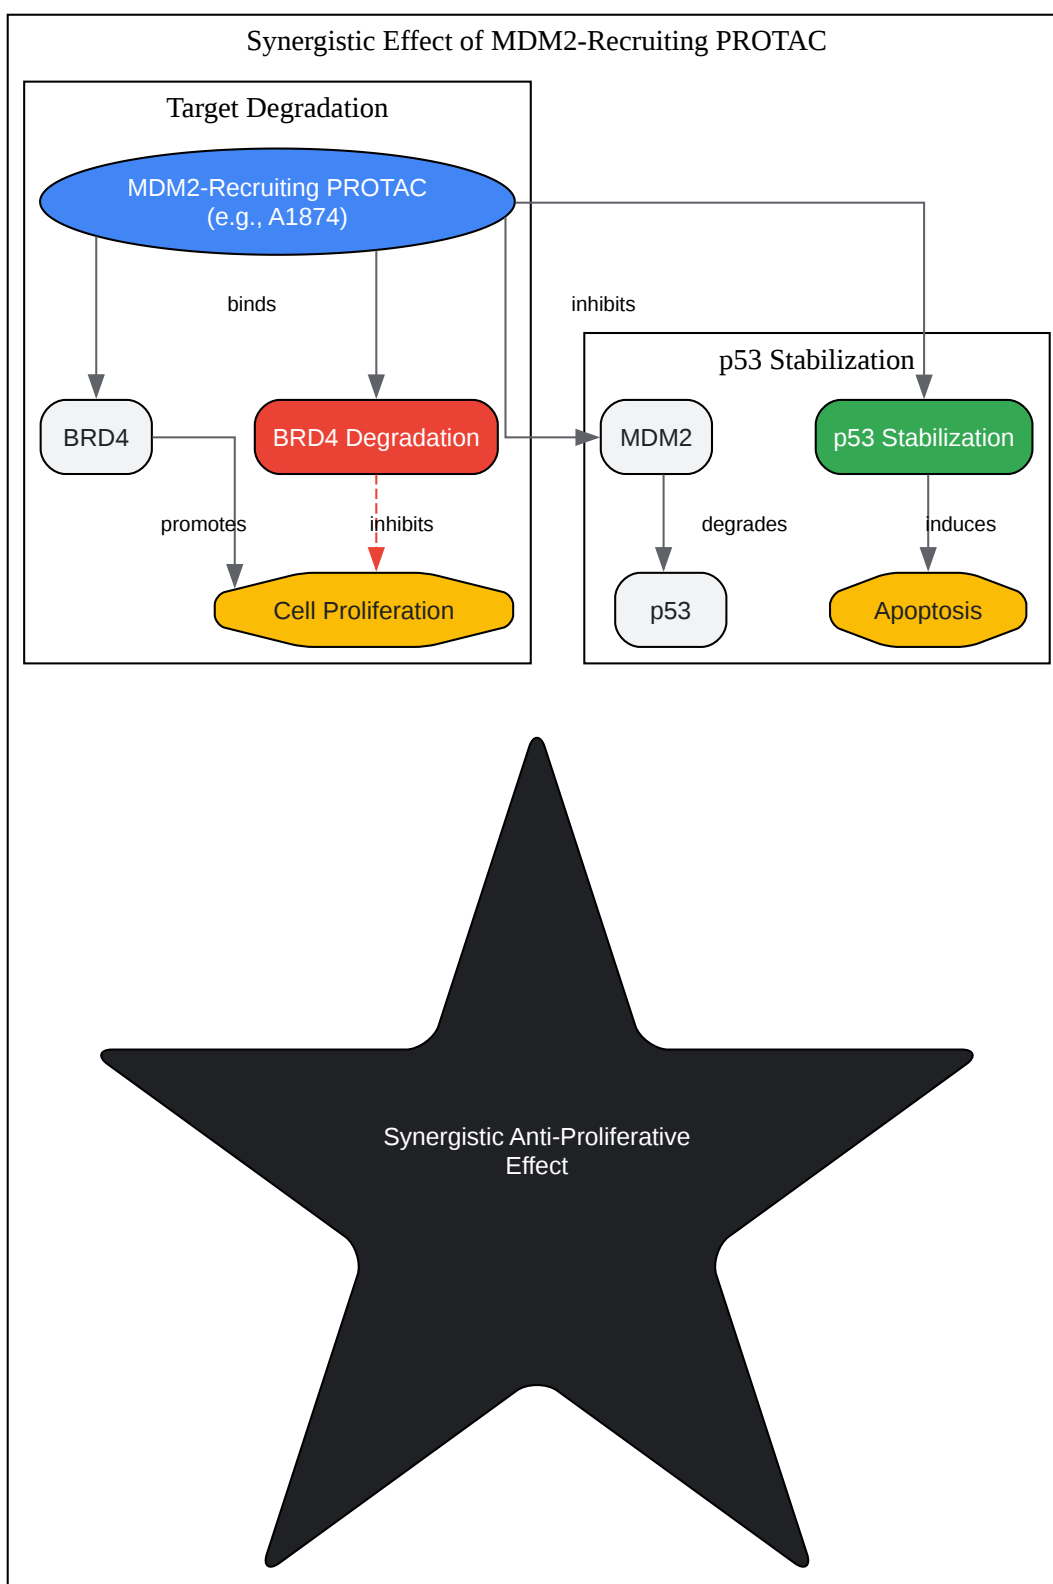 Synergistic Effect of MDM2-Recruiting PROTAC
Target Degradation
MDM2-Recruiting PROTAC
(e.g., A1874)
binds
inhibits
p53 Stabilization
BRD4
BRD4 Degradation
MDM2
p53 Stabilization
promotes
inhibits
degrades
induces
Cell Proliferation
p53
Apoptosis
Synergistic Anti-Proliferative
Effect